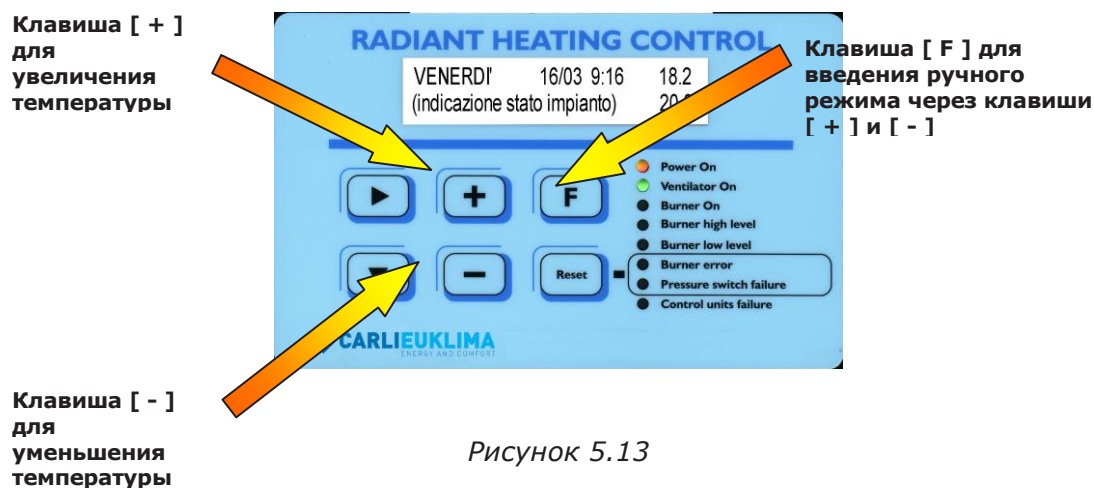 Клавиша [ + ]
для
увеличения
температуры
RADIANT HEATING CONTROL
VENERDI' 16/03 9:16 18.2
(indicazione stato impianto)
Клавиша [ F ] для
введения ручного
режима через клавиши
[ + ] и [ - ]
+
F
−
Reset
Power On
Ventilator On
Burner On
Burner high level
Burner low level
Burner error
Pressure switch failure
Control units failure
CARLIEUKLIMA
ENERGY AND COMFORT
Клавиша [ - ]
для
уменьшения
температуры
Рисунок 5.13